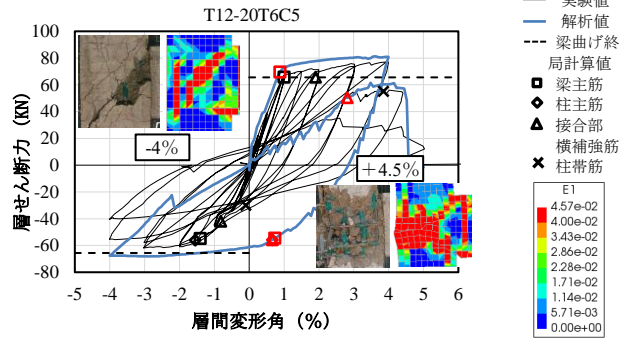 T12-20T6C5
層せん断力 (KN)
100
80
60
40
20
0
-20
-40
-60
-80
-4%
＋4.5%
-5 -4 -3 -2 -1 0 1 2 3 4 5 6
層間変形角（%）
実験値
解析値
梁曲げ終
局計算値
梁主筋
柱主筋
接合部
横補強筋
柱帯筋
E1
4.57e-02
4.00e-02
3.43e-02
2.86e-02
2.28e-02
1.71e-02
1.14e-02
5.71e-03
0.00e+00